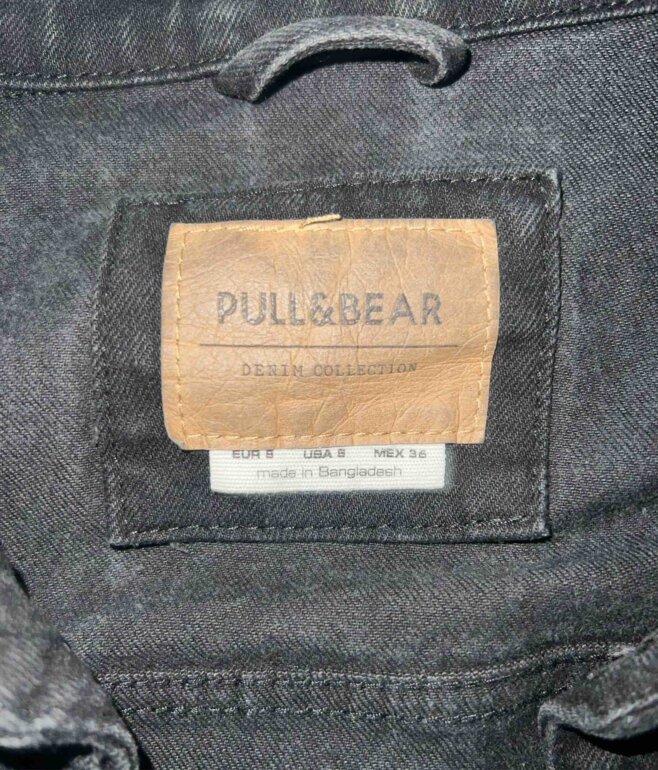 PULL&BEAR
DENIM COLLECTION
EUR S USA S MEX 36
made in Bangladesh